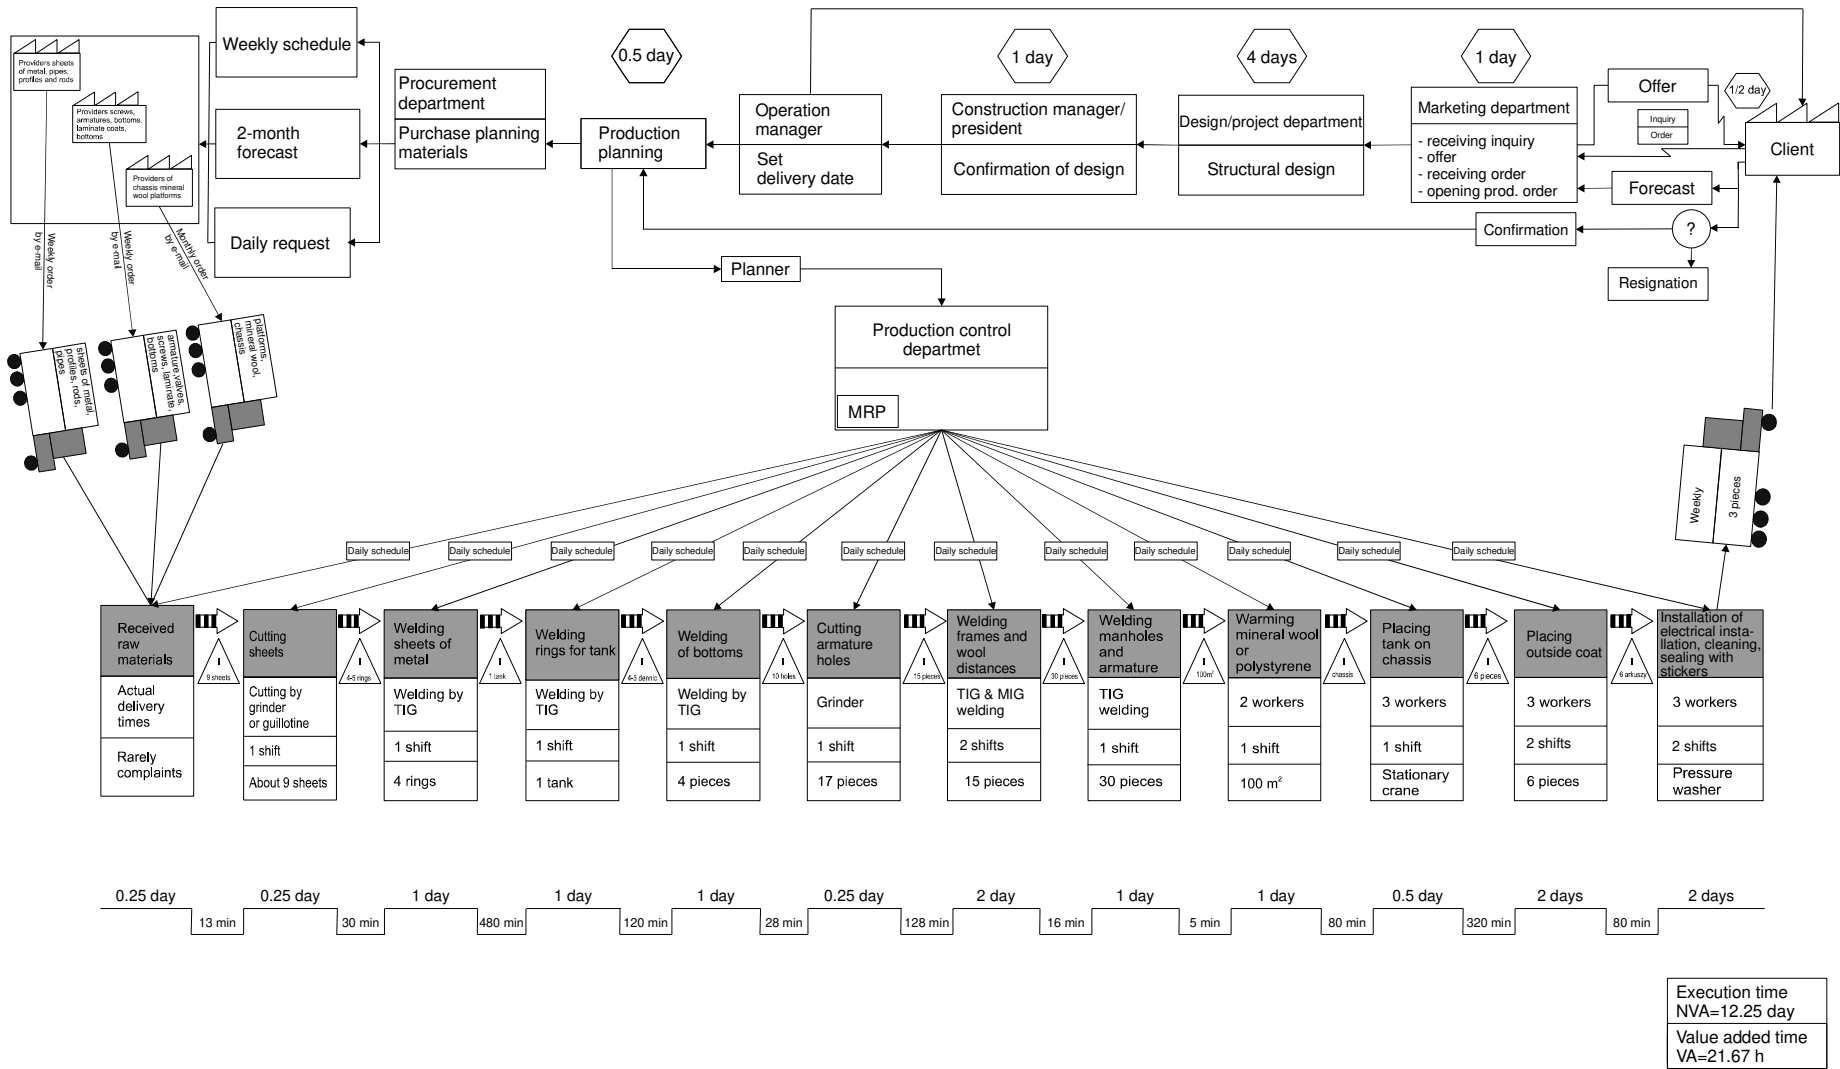 Providers sheets
of metal, pipes,
profiles and rods
Providers screws,
armatures, bottoms,
laminate coats,
bottoms
Providers of
chassis mineral
wool platforms
Weekly schedule
2-month
forecast
Daily request
Procurement
department
Purchase planning
materials
0.5 day
Production
planning
Operation
manager
Set
delivery date
1 day
Construction manager/
president
Confirmation of design
4 days
Design/project department
Structural design
1 day
Marketing department
- receiving inquiry
- offer
- receiving order
- opening prod. order
Offer
1/2 day
Inquiry
Order
Client
Forecast
Confirmation
?
Resignation
Planner
Weekly order
by e-mail
Weekly order
by e-mail
Monthly order
by e-mail
sheets of metal,
profiles, rods,
pipes
armature,valves,
screws, laminate,
bottoms
platforms,
mineral wool,
chassis
Production control
departmet
MRP
Weekly
3 pieces
Daily schedule
Daily schedule
Daily schedule
Daily schedule
Daily schedule
Daily schedule
Daily schedule
Daily schedule
Daily schedule
Daily schedule
Daily schedule
Daily schedule
Received
raw
materials
Actual
delivery
times
Rarely
complaints
I
9 sheets
Cutting
sheets
Cutting by
grinder
or guillotine
1 shift
About 9 sheets
I
4-5 rings
Welding
sheets of
metal
Welding by
TIG
1 shift
4 rings
I
1 tank
Welding
rings for tank
Welding by
TIG
1 shift
1 tank
I
4-5 dennic
Welding
of bottoms
Welding by
TIG
1 shift
4 pieces
I
10 holes
Cutting
armature
holes
Grinder
1 shift
17 pieces
I
15 pieces
Welding
frames and
wool
distances
TIG & MIG
welding
2 shifts
15 pieces
I
30 pieces
Welding
manholes
and
armature
TIG
welding
1 shift
30 pieces
I
100m²
Warming
mineral wool
or
polystyrene
2 workers
1 shift
100 m²
I
chassis
Placing
tank on
chassis
3 workers
1 shift
Stationary
crane
I
6 pieces
Placing
outside coat
3 workers
2 shifts
6 pieces
I
6 arkuszy
Installation of
electrical insta-
llation, cleaning,
sealing with
stickers
3 workers
2 shifts
Pressure
washer
0.25 day
13 min
0.25 day
30 min
1 day
480 min
1 day
120 min
1 day
28 min
0.25 day
128 min
2 day
16 min
1 day
5 min
1 day
80 min
0.5 day
320 min
2 days
80 min
2 days
Execution time
NVA=12.25 day
Value added time
VA=21.67 h